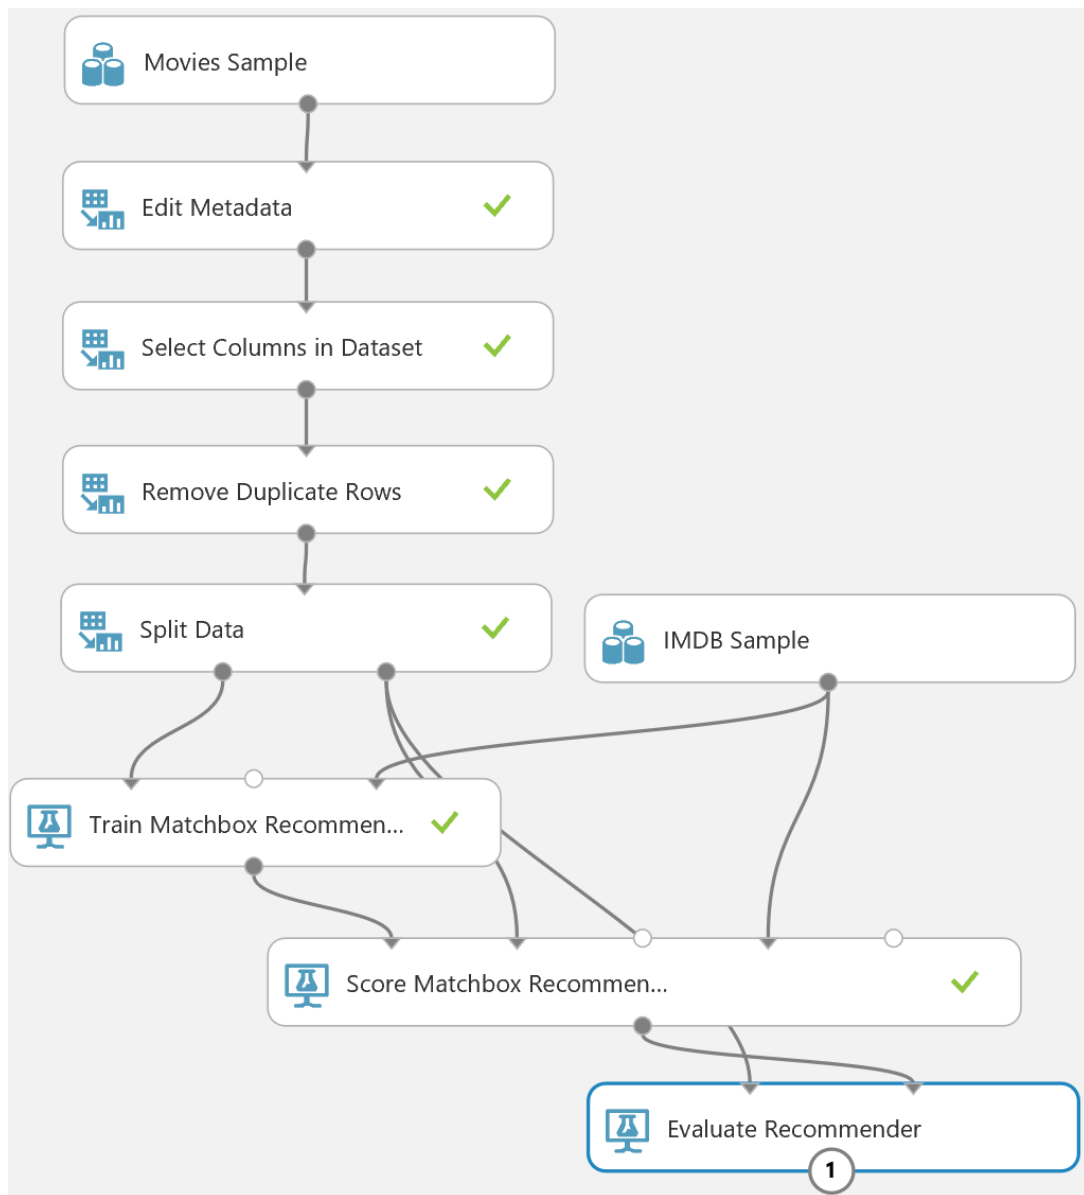 Movies Sample
Edit Metadata
Select Columns in Dataset
Remove Duplicate Rows
Split Data
IMDB Sample
Train Matchbox Recommen...
Score Matchbox Recommen...
Evaluate Recommender
1